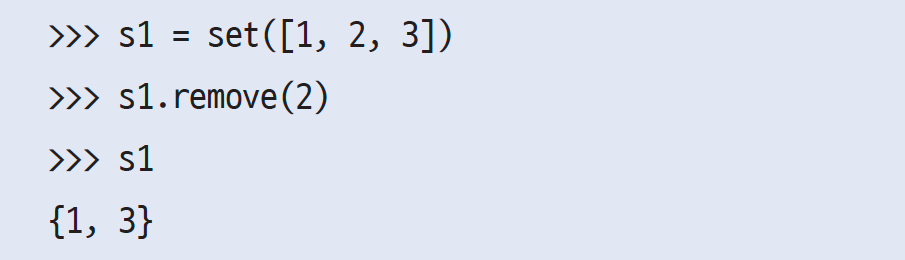 >>> s1 = set([1, 2, 3])
>>> s1.remove(2)
>>> s1
{1, 3}